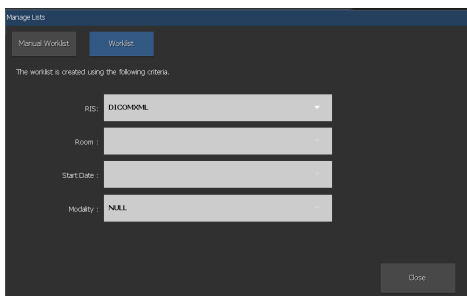 Manage Lists
Manual Worklist
Worklist
The worklist is created using the following criteria.
RIS: DICOMXML
Room :
Start Date :
Modality : NULL
Close